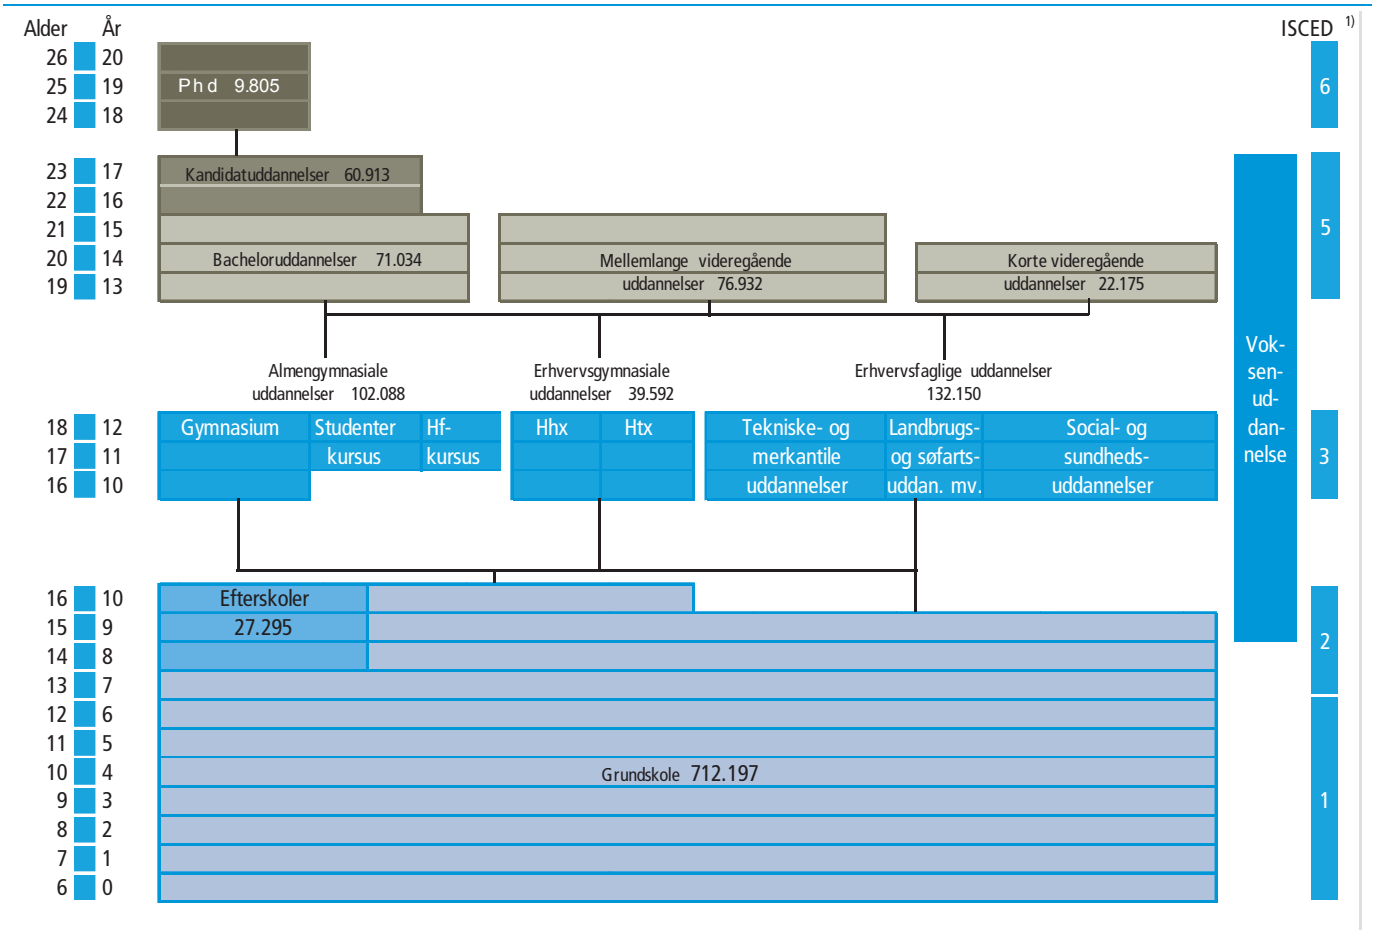 Alder År ISCED 1)
26 20
25 19 Phd 9.805 6
24 18
23 17 Kandidatuddannelser 60.913
22 16
21 15 5
20 14 Bacheloruddannelser 71.034 Mellemlange videregående Korte videregående
19 13 uddannelser 76.932 uddannelser 22.175
Vok-
sen-
ud-
dan-
nelse
Almengymnasiale Erhvervsgymnasiale Erhvervsfaglige uddannelser
uddannelser 102.088 uddannelser 39.592 132.150
18 12 Gymnasium Studenter Hf- Hhx Htx Tekniske- og Landbrugs- Social- og
17 11 kursus kursus merkantile og søfarts- sundheds- 3
16 10 uddannelser uddan. mv. uddannelser
16 10 Efterskoler
15 9 27.295
14 8 2
13 7
12 6
11 5
10 4 Grundskole 712.197
9 3 1
8 2
7 1
6 0